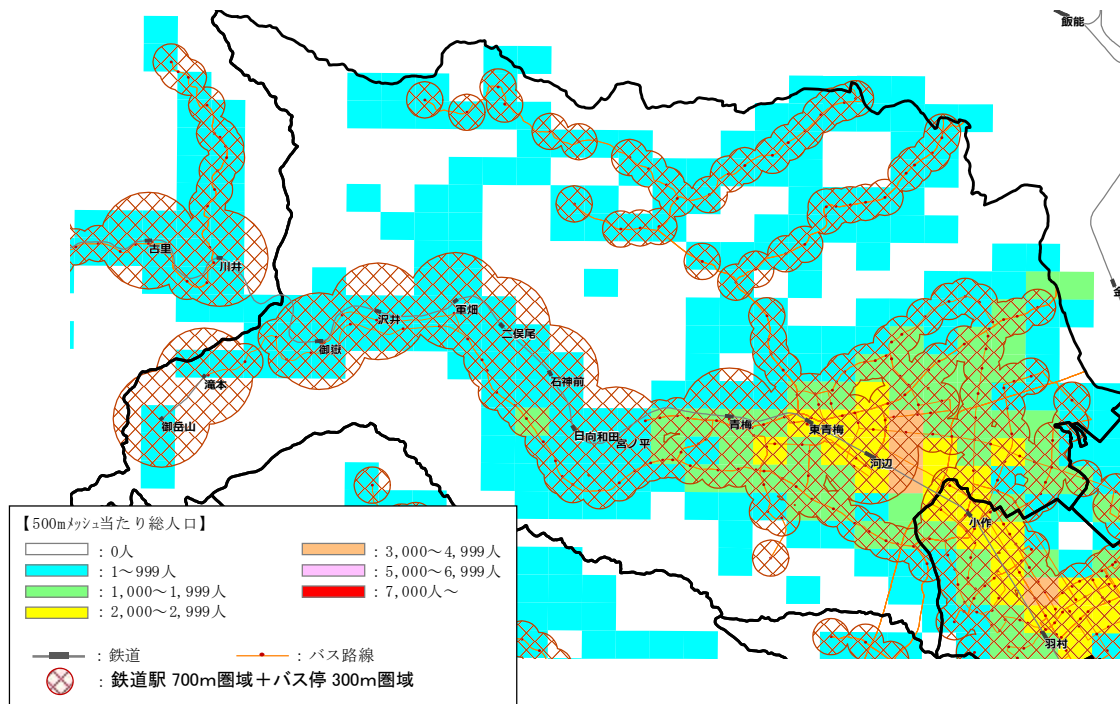 飯能
古里
川井
軍畑
沢井
二俣尾
御嶽
滝本
石神前
御岳山
日向和田
宮ノ平
青梅
東青梅
河辺
小作
羽村
【500mﾒｯｼｭ当たり総人口】
：0人
：1～999人
：1,000～1,999人
：2,000～2,999人
：3,000～4,999人
：5,000～6,999人
：7,000人～
：鉄道
：バス路線
：鉄道駅 700m圏域＋バス停 300m圏域